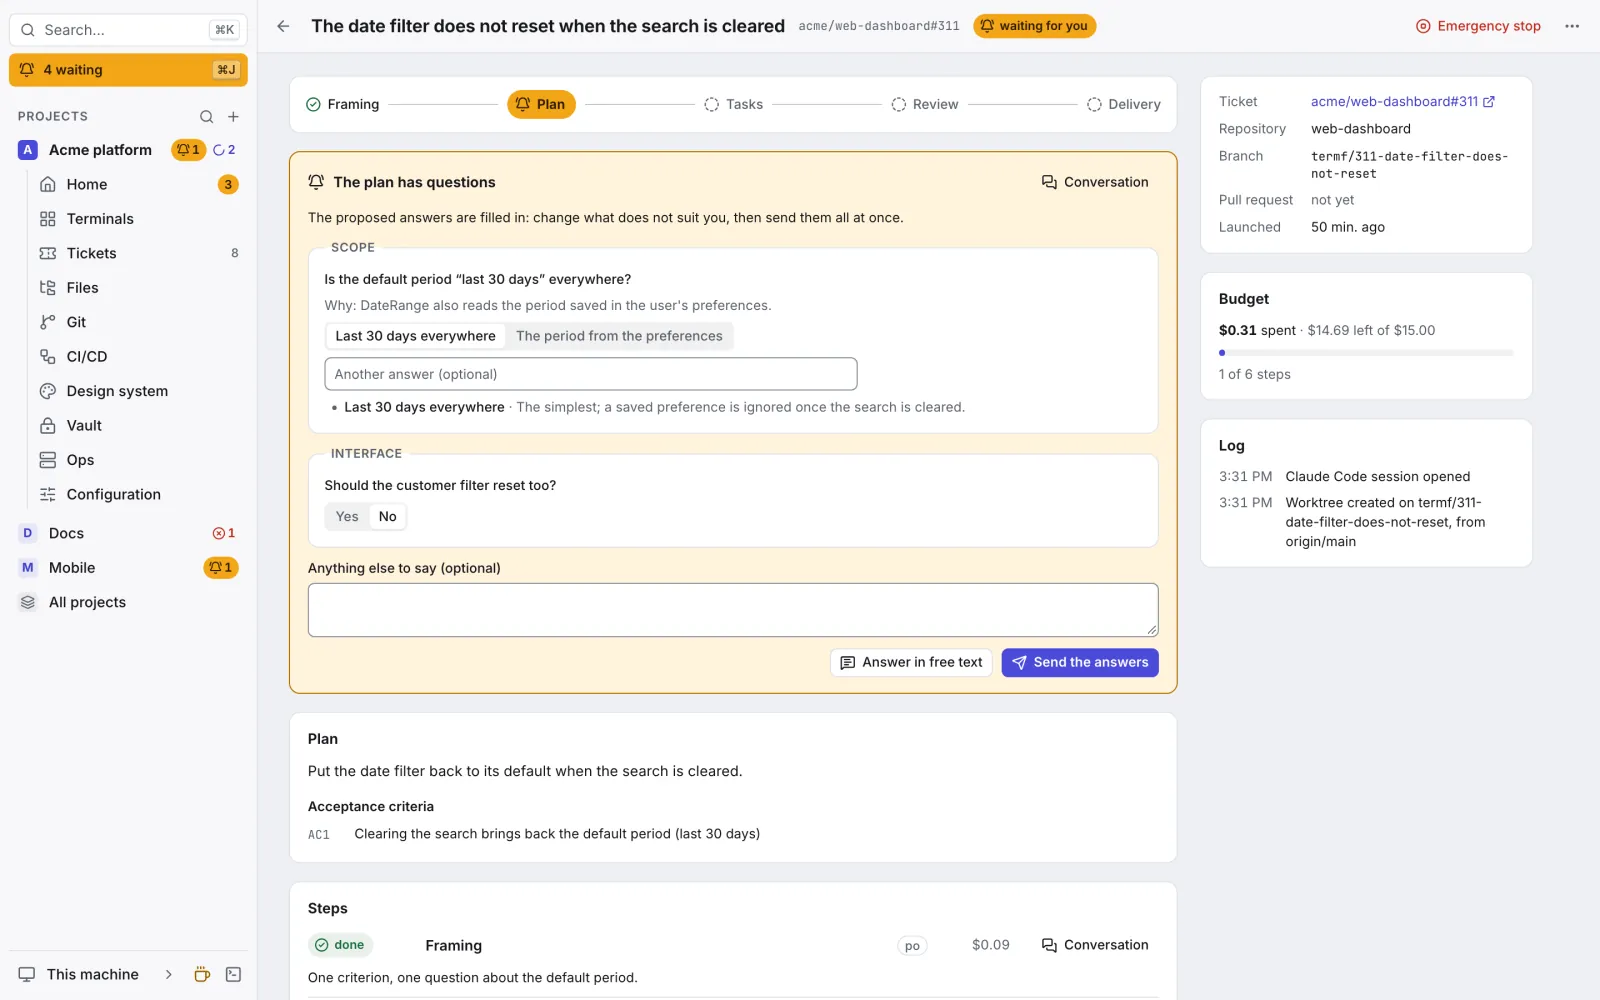 Search...
⌘K
4 waiting
⌘J
PROJECTS
A
Acme platform
1
2
Home
3
Terminals
Tickets
8
Files
Git
CI/CD
Design system
Vault
Ops
Configuration
D
Docs
1
M
Mobile
1
All projects
This machine
The date filter does not reset when the search is cleared
acme/web-dashboard#311
waiting for you
Emergency stop
Framing
Plan
Tasks
Review
Delivery
The plan has questions
Conversation
The proposed answers are filled in: change what does not suit you, then send them all at once.
SCOPE
Is the default period “last 30 days” everywhere?
Why: DateRange also reads the period saved in the user's preferences.
Last 30 days everywhere
The period from the preferences
Another answer (optional)
• Last 30 days everywhere · The simplest; a saved preference is ignored once the search is cleared.
INTERFACE
Should the customer filter reset too?
Yes
No
Anything else to say (optional)
Answer in free text
Send the answers
Plan
Put the date filter back to its default when the search is cleared.
Acceptance criteria
AC1
Clearing the search brings back the default period (last 30 days)
Steps
done
Framing
po
$0.09
Conversation
One criterion, one question about the default period.
Ticket
acme/web-dashboard#311
Repository
web-dashboard
Branch
termf/311-date-filter-does-
not-reset
Pull request
not yet
Launched
50 min. ago
Budget
$0.31 spent · $14.69 left of $15.00
1 of 6 steps
Log
3:31 PM
Claude Code session opened
3:31 PM
Worktree created on termf/311-
date-filter-does-not-reset, from
origin/main